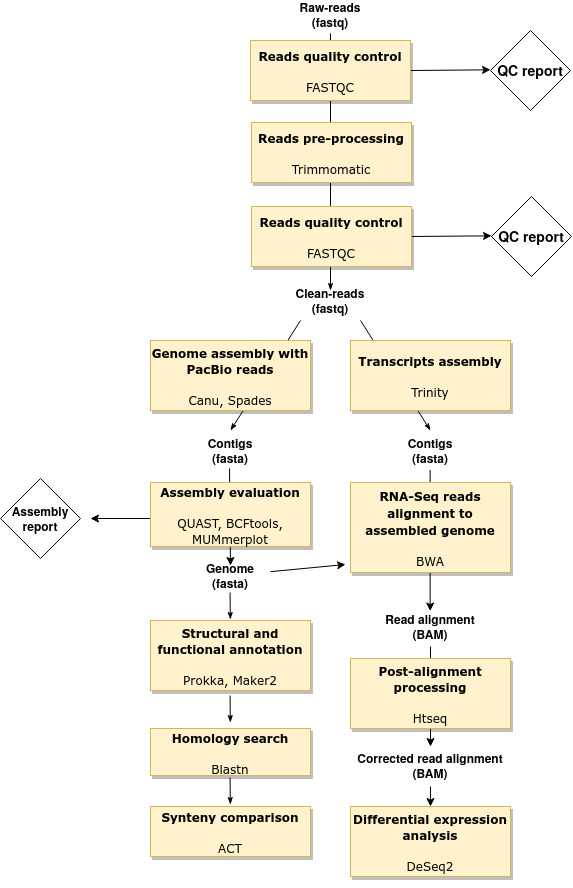 Raw-reads
(fastq)
Reads quality control
FASTQC
QC report
Reads pre-processing
Trimmomatic
Reads quality control
FASTQC
QC report
Clean-reads
(fastq)
Genome assembly with
PacBio reads
Canu, Spades
Transcripts assembly
Trinity
Contigs
(fasta)
Contigs
(fasta)
Assembly
report
Assembly evaluation
QUAST, BCFtools,
MUMmerplot
RNA-Seq reads
alignment to
assembled genome
BWA
Genome
(fasta)
Structural and
functional annotation
Prokka, Maker2
Read alignment
(BAM)
Post-alignment
processing
Htseq
Homology search
Blastn
Corrected read alignment
(BAM)
Synteny comparison
ACT
Differential expression
analysis
DeSeq2